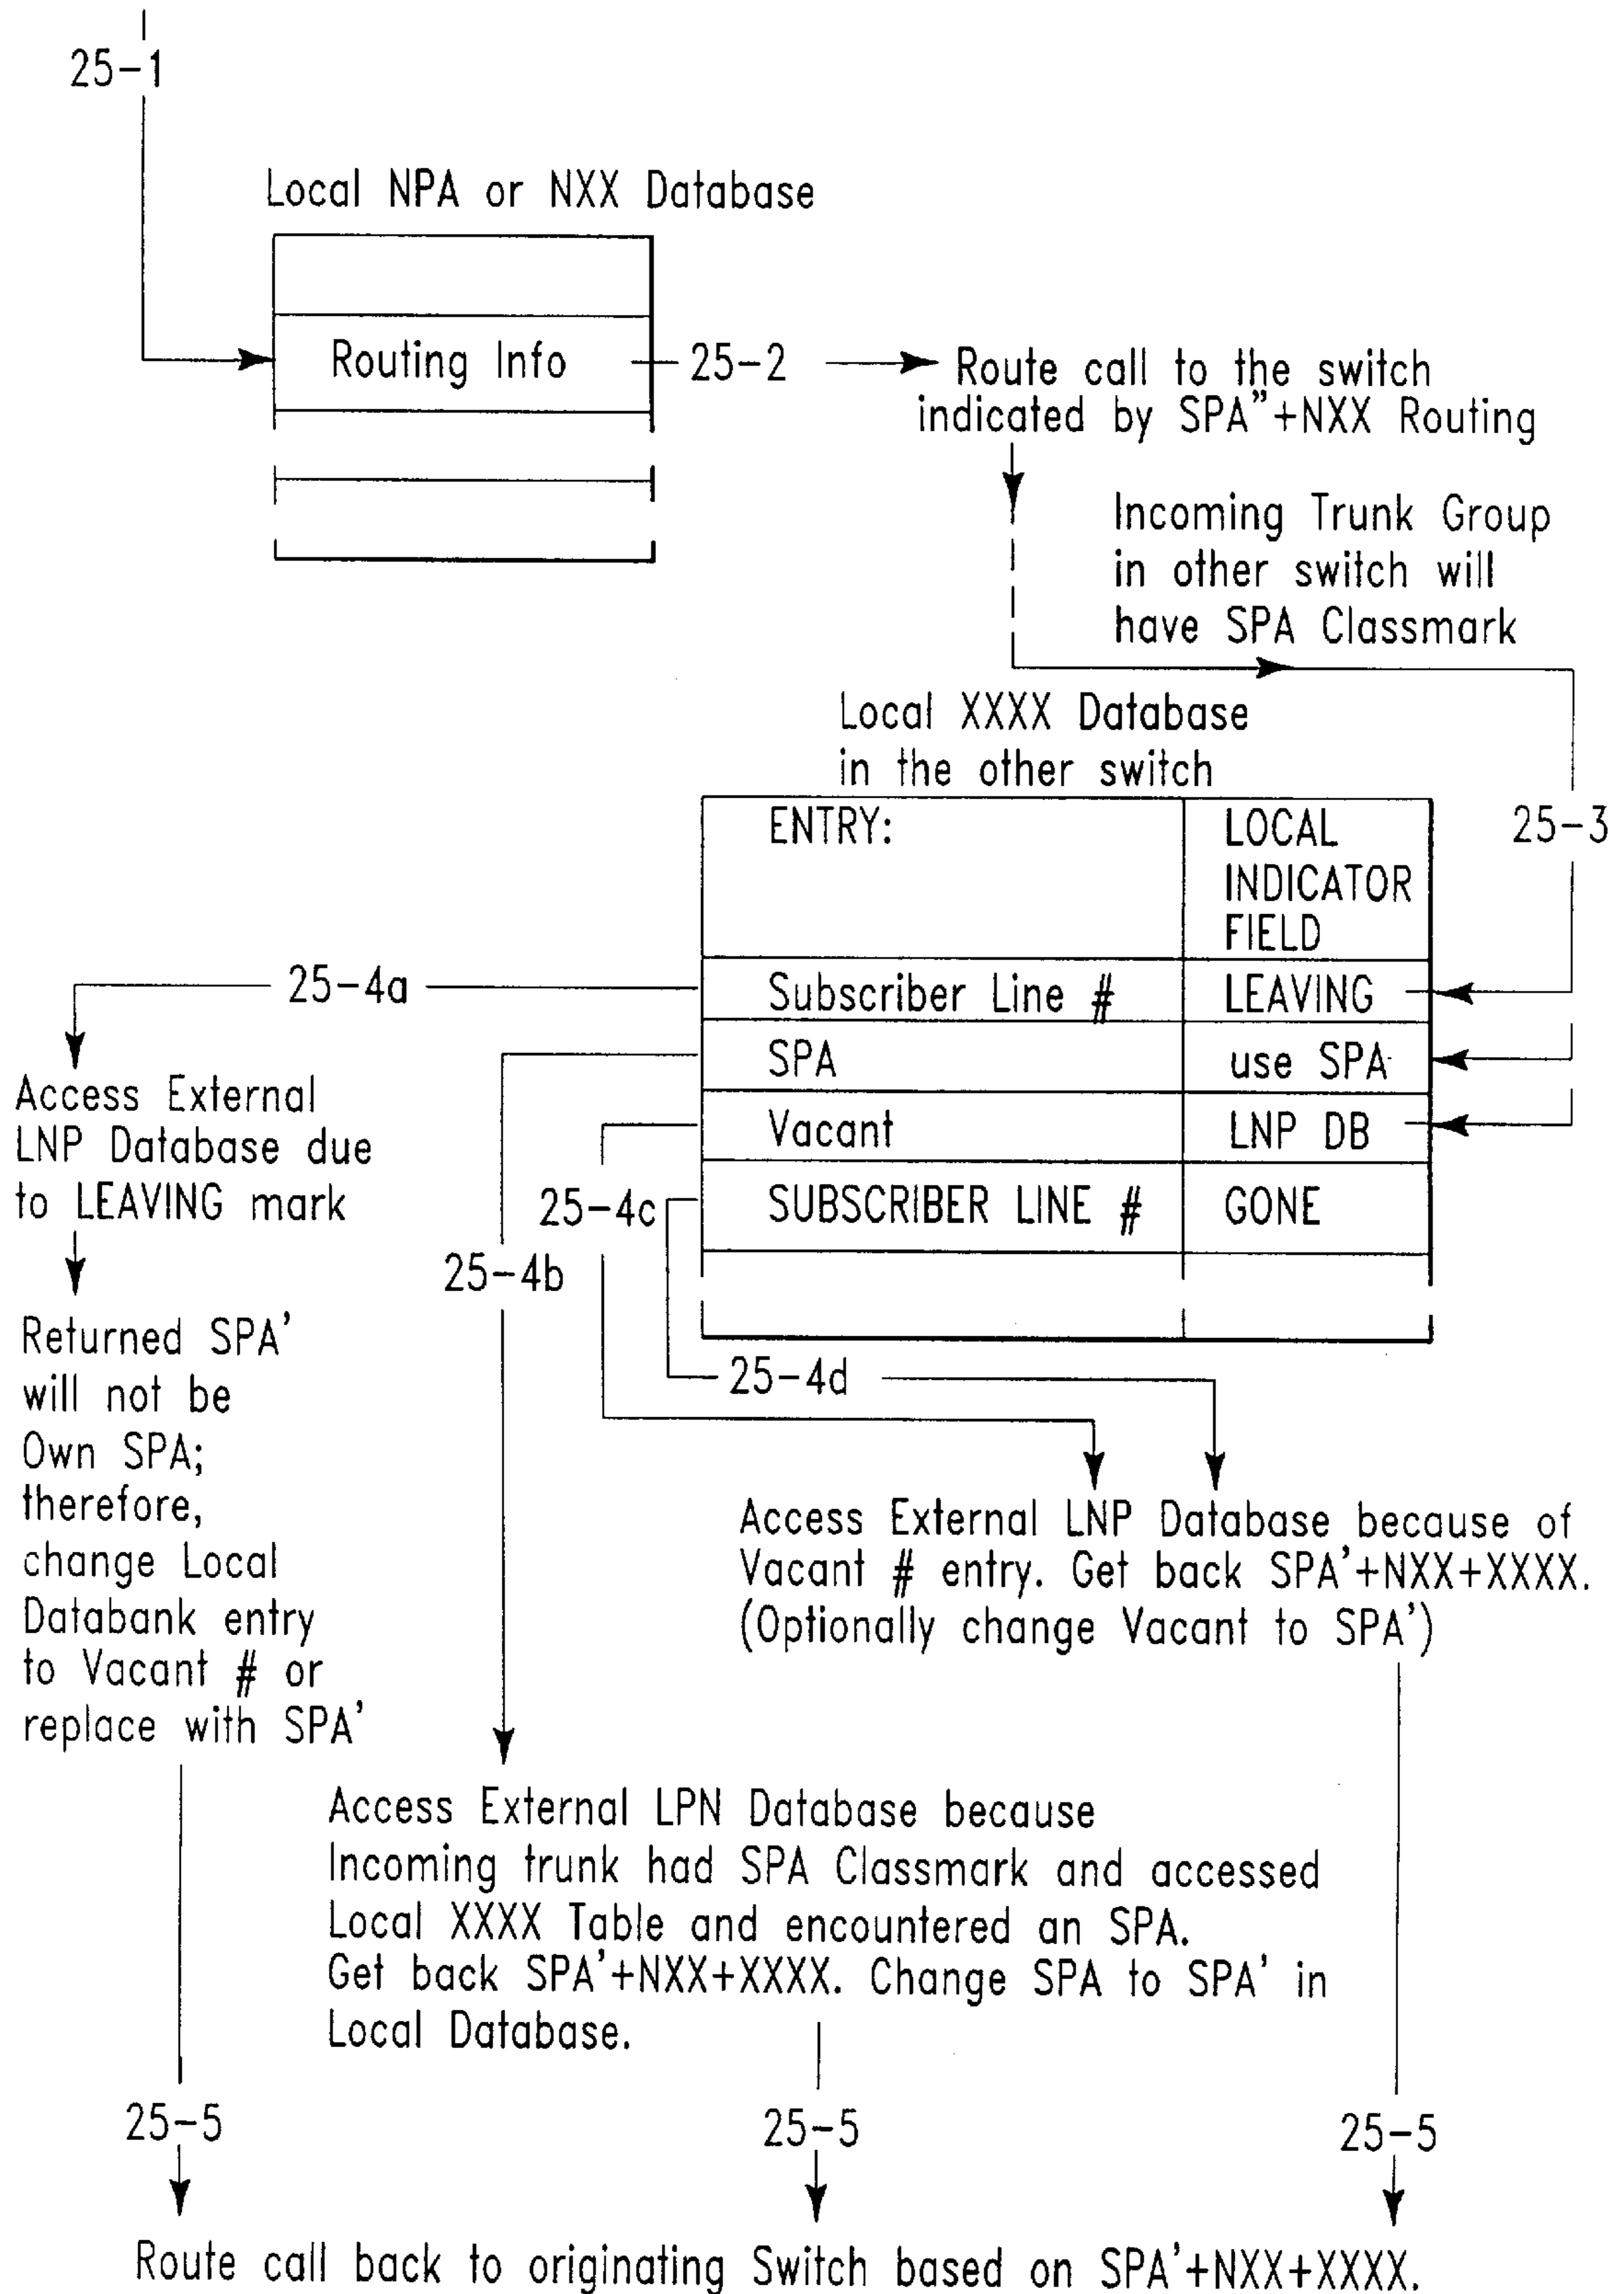 25-1
Local NPA or NXX Database
Routing Info
25-2
Route call to the switch
indicated by SPA"+NXX Routing
Incoming Trunk Group
in other switch will
have SPA Classmark
Local XXXX Database
in the other switch
25-3
ENTRY:
LOCAL
INDICATOR
FIELD
Subscriber Line #
LEAVING
SPA
use SPA
Vacant
LNP DB
SUBSCRIBER LINE #
GONE
25-4a
Access External
LNP Database due
to LEAVING mark
Returned SPA'
will not be
Own SPA;
therefore,
change Local
Databank entry
to Vacant # or
replace with SPA'
25-4b
25-4c
25-4d
Access External LNP Database because of
Vacant # entry. Get back SPA'+NXX+XXXX.
(Optionally change Vacant to SPA')
Access External LPN Database because
Incoming trunk had SPA Classmark and accessed
Local XXXX Table and encountered an SPA.
Get back SPA'+NXX+XXXX. Change SPA to SPA' in
Local Database.
25-5
25-5
25-5
Route call back to originating Switch based on SPA'+NXX+XXXX.